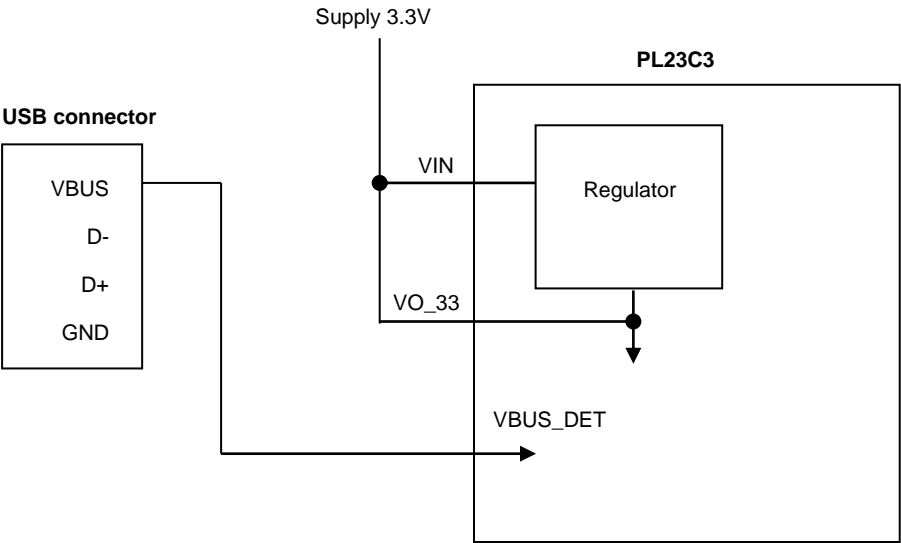 Supply 3.3V
PL23C3
USB connector
VIN
Regulator
VBUS
D-
D+
VO_33
GND
VBUS_DET